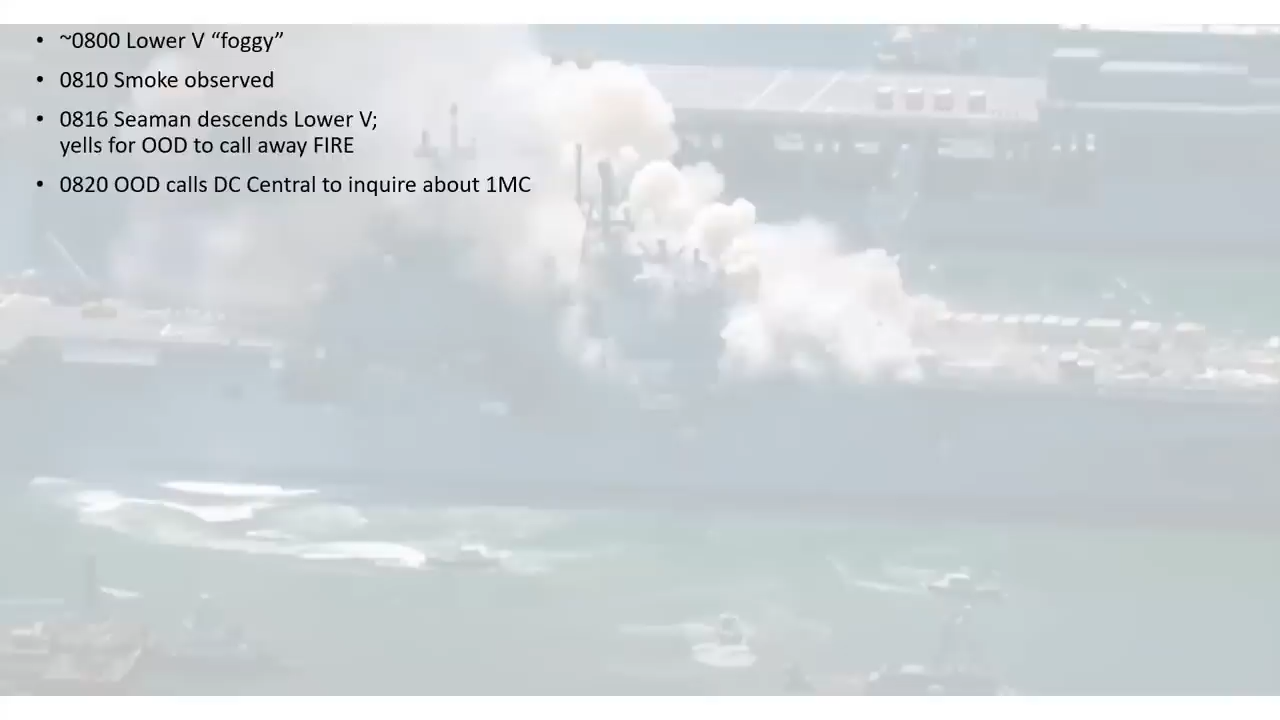 • ~0800 Lower V “foggy”
• 0810 Smoke observed
• 0816 Seaman descends Lower V;
yells for OOD to call away FIRE
• 0820 OOD calls DC Central to inquire about 1MC